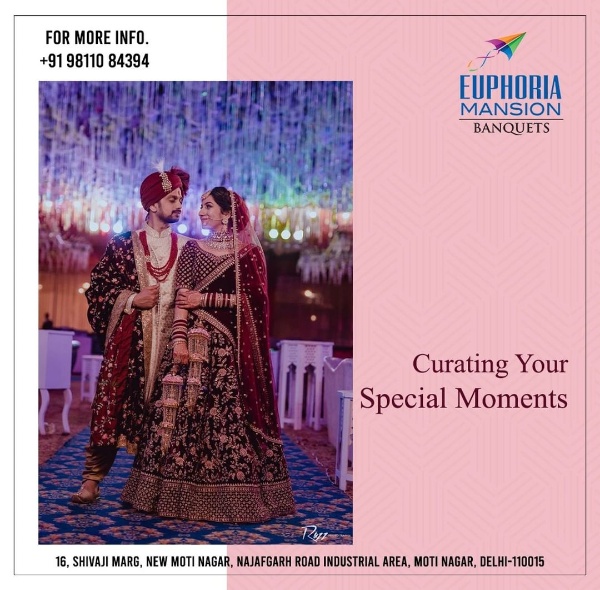 FOR MORE INFO.
+91 98110 84394
EUPHORIA
MANSION
BANQUETS
Curating Your
Special Moments
16, SHIVAJI MARG, NEW MOTI NAGAR, NAJAFGARH ROAD INDUSTRIAL AREA, MOTI NAGAR, DELHI-110015